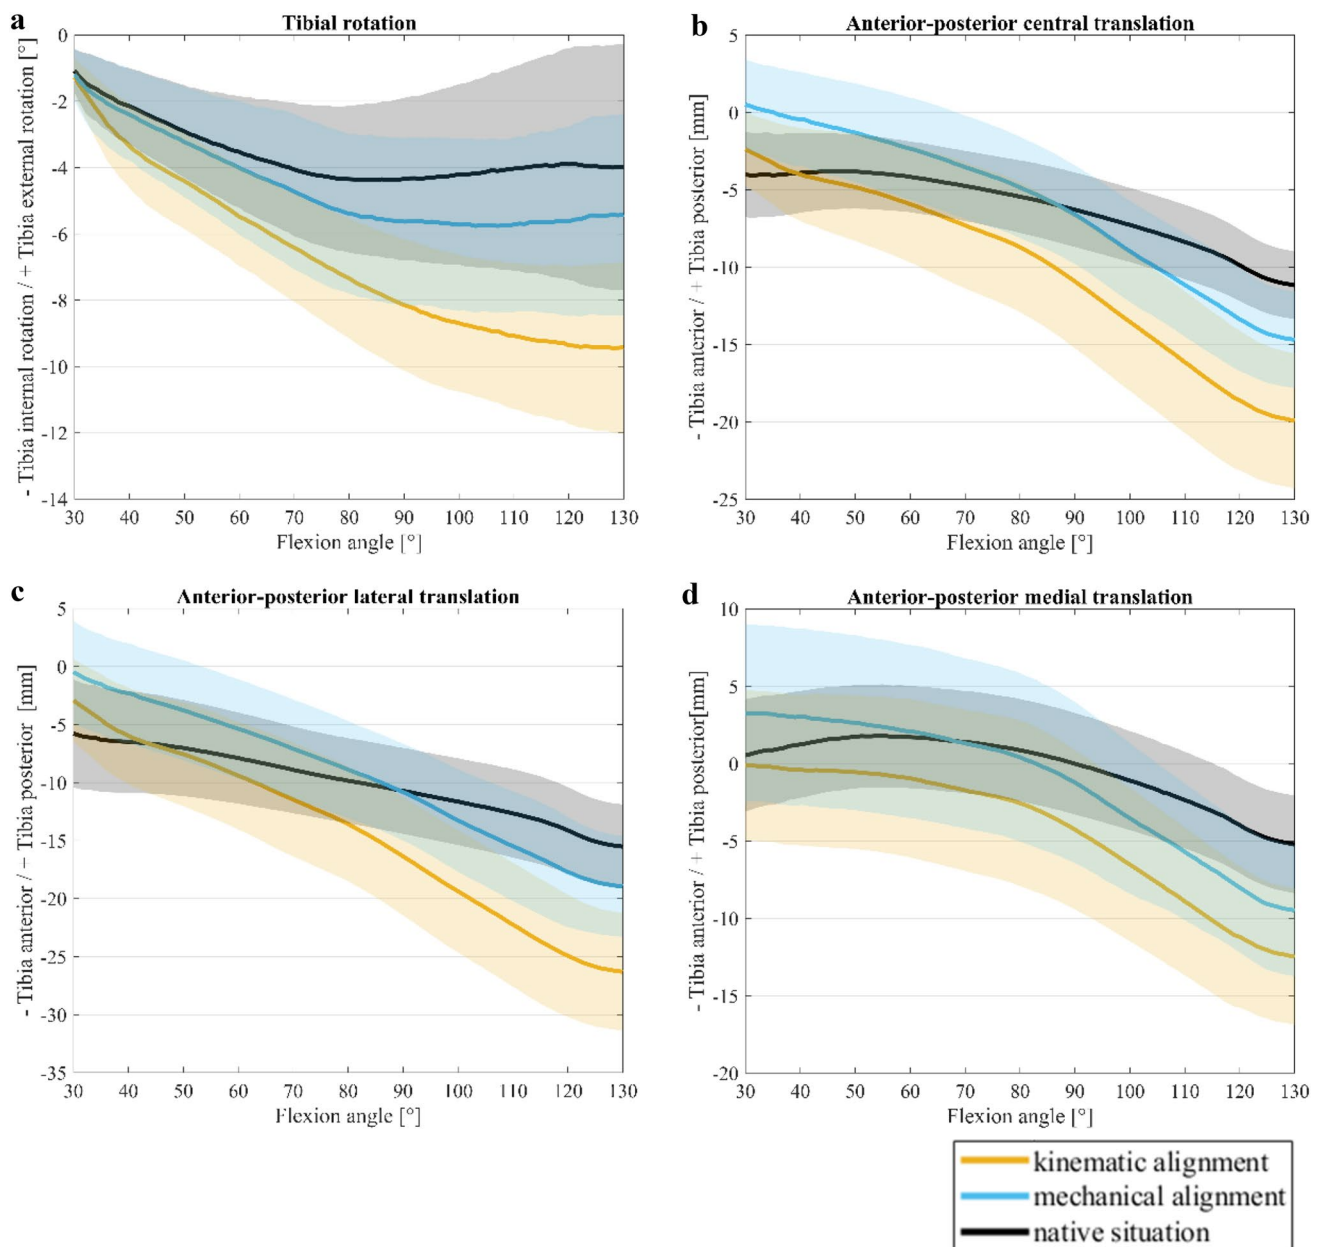 a
Tibial rotation
- Tibia internal rotation / + Tibia external rotation [°]
0
-2
-4
-6
-8
-10
-12
-14
30 40 50 60 70 80 90 100 110 120 130
Flexion angle [°]
b
Anterior-posterior central translation
- Tibia anterior / + Tibia posterior [mm]
5
0
-5
-10
-15
-20
-25
30 40 50 60 70 80 90 100 110 120 130
Flexion angle [°]
c
Anterior-posterior lateral translation
- Tibia anterior / + Tibia posterior [mm]
5
0
-5
-10
-15
-20
-25
-30
-35
30 40 50 60 70 80 90 100 110 120 130
Flexion angle [°]
d
Anterior-posterior medial translation
- Tibia anterior / + Tibia posterior[mm]
10
5
0
-5
-10
-15
-20
30 40 50 60 70 80 90 100 110 120 130
Flexion angle [°]
kinematic alignment
mechanical alignment
native situation